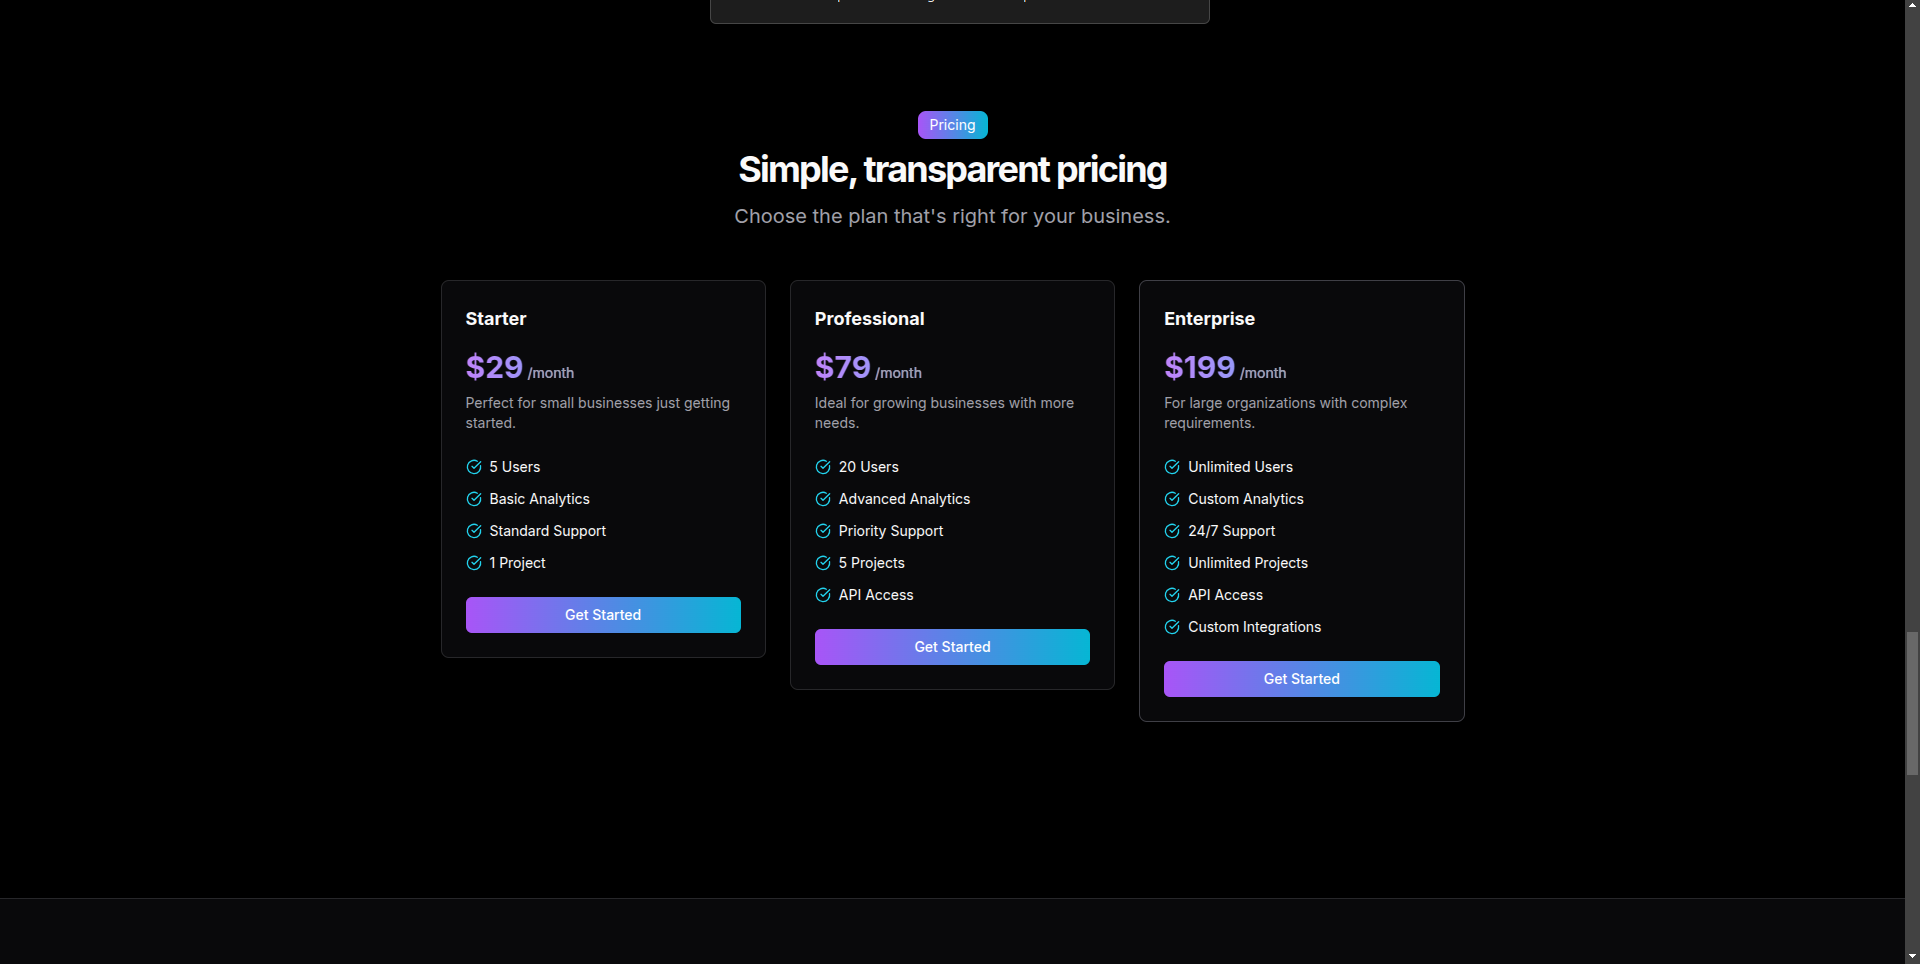 Pricing
Simple, transparent pricing
Choose the plan that's right for your business.
Starter
$29 /month
Perfect for small businesses just getting
started.
5 Users
Basic Analytics
Standard Support
1 Project
Get Started
Professional
$79 /month
Ideal for growing businesses with more
needs.
20 Users
Advanced Analytics
Priority Support
5 Projects
API Access
Get Started
Enterprise
$199 /month
For large organizations with complex
requirements.
Unlimited Users
Custom Analytics
24/7 Support
Unlimited Projects
API Access
Custom Integrations
Get Started